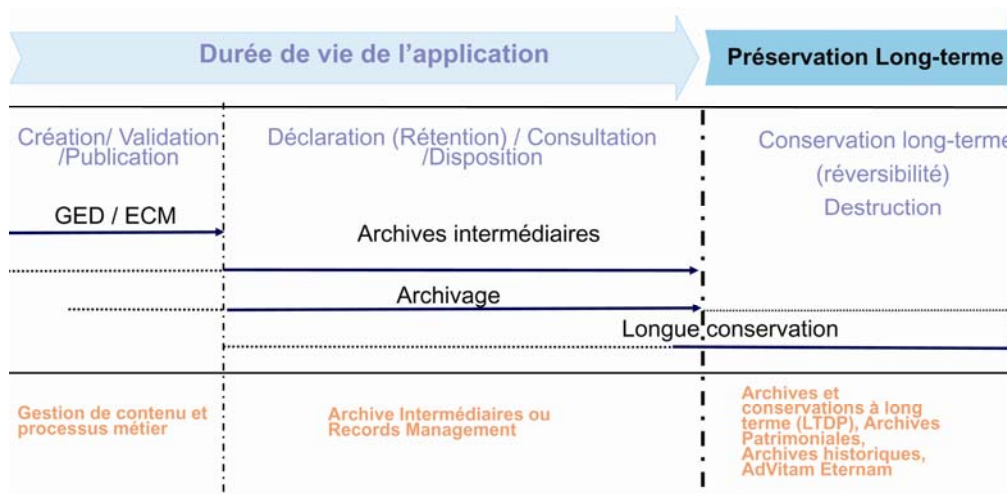 Durée de vie de l'application
Préservation Long-terme
Création/ Validation
/Publication
Déclaration (Rétention) / Consultation
/Disposition
Conservation long-terme
(réversibilité)
Destruction
GED / ECM
Archives intermédiaires
Archivage
Longue conservation
Gestion de contenu et
processus métier
Archive Intermédiaires ou
Records Management
Archives et
conservations à long
terme (LTDP), Archives
Patrimoniales,
Archives historiques,
AdVitam Eternam